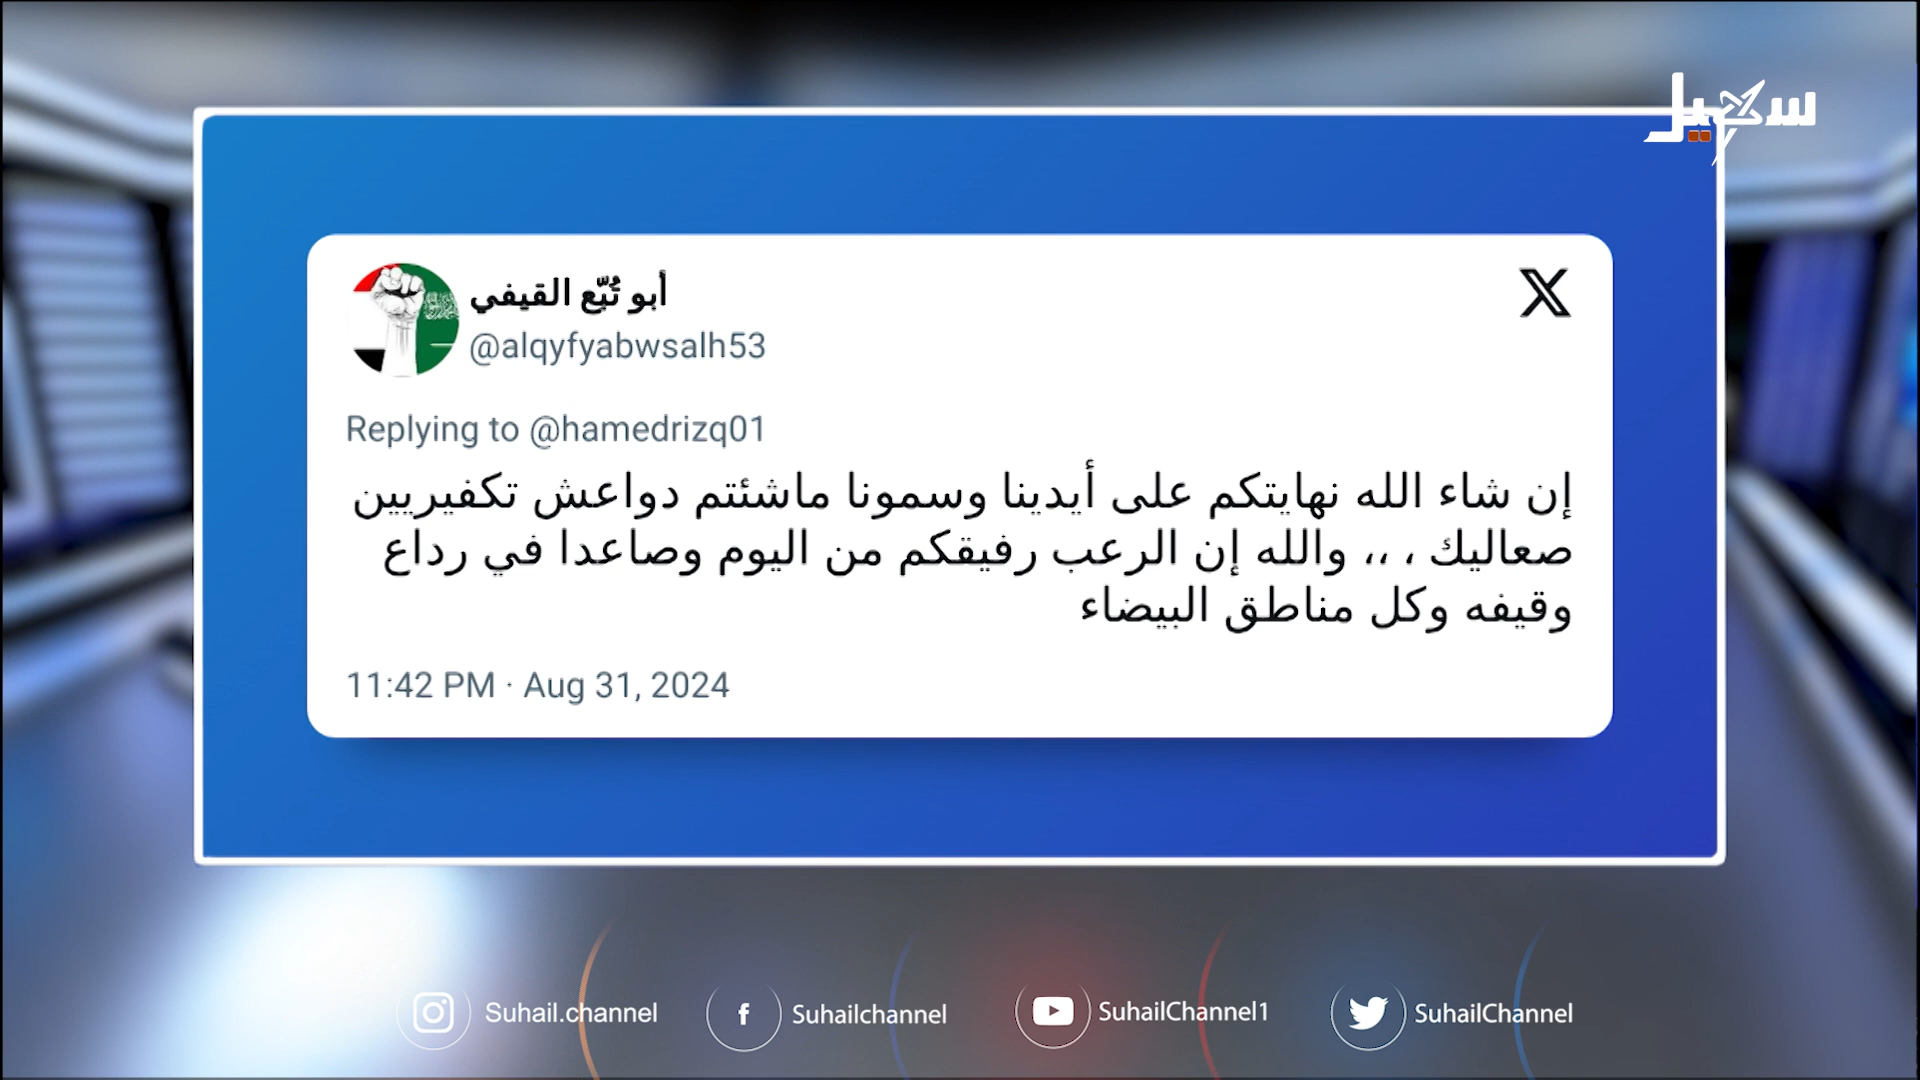 سهيل
أبو تُبّع القيفي
@alqyfyabwsalh53
Replying to @hamedrizq01
إن شاء الله نهايتكم على أيدينا وسمونا ماشئتم دواعش تكفيريين
صعاليك ، ،، والله إن الرعب رفيقكم من اليوم وصاعدا في رداع
وقيفه وكل مناطق البيضاء
11:42 PM · Aug 31, 2024
Suhail.channel
Suhailchannel
SuhailChannel1
SuhailChannel